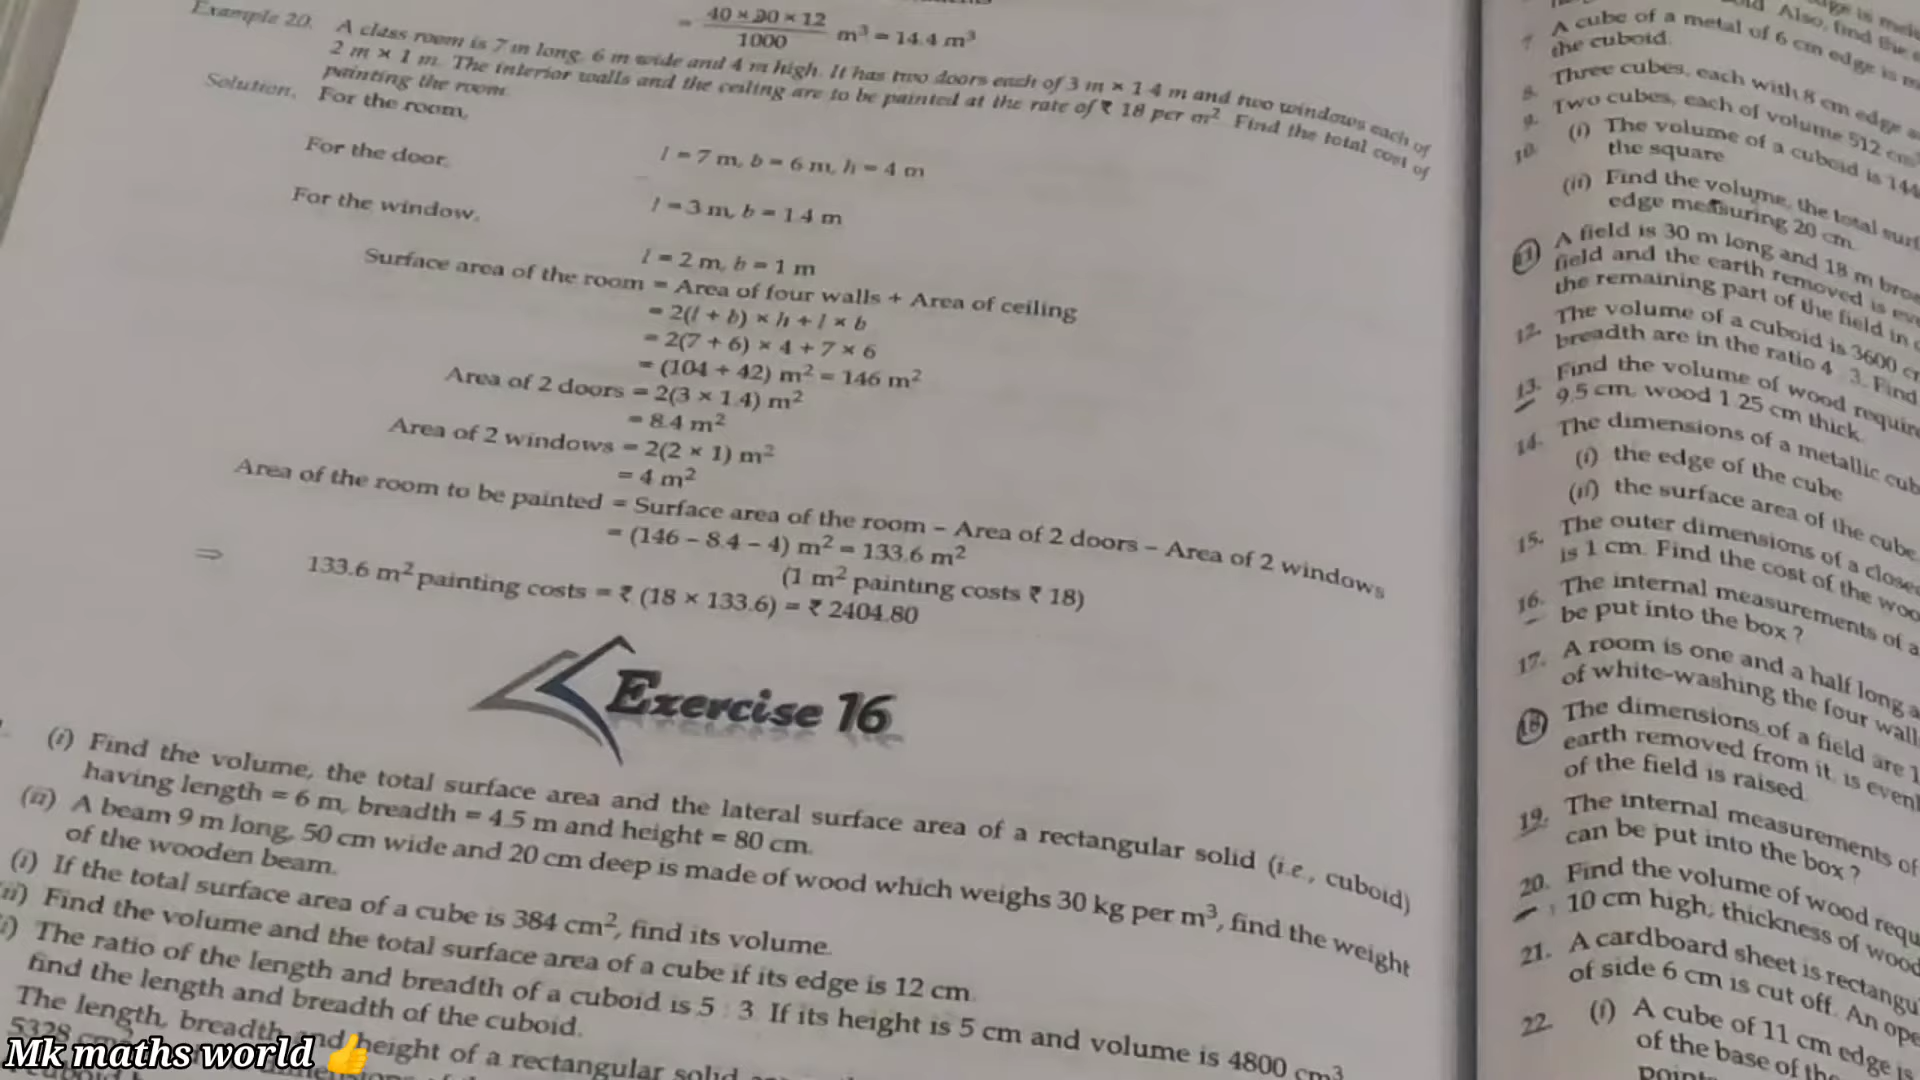 = 40 × 30 × 12 / 1000 m³ = 14.4 m³
Example 20. A class room is 7 m long, 6 m wide and 4 m high. It has two doors each of 3 m × 1.4 m and two windows each of
2 m × 1 m. The interior walls and the ceiling are to be painted at the rate of ₹ 18 per m². Find the total cost of
painting the room.
Solution. For the room,
l = 7 m, b = 6 m, h = 4 m
For the door,
l = 3 m, b = 1.4 m
For the window,
l = 2 m, b = 1 m
Surface area of the room = Area of four walls + Area of ceiling
= 2(l + b) × h + l × b
= 2(7 + 6) × 4 + 7 × 6
= (104 + 42) m² = 146 m²
Area of 2 doors = 2(3 × 1.4) m²
= 8.4 m²
Area of 2 windows = 2(2 × 1) m²
= 4 m²
Area of the room to be painted = Surface area of the room − Area of 2 doors − Area of 2 windows
= (146 − 8.4 − 4) m² = 133.6 m²
(1 m² painting costs ₹ 18)
⇒ 133.6 m² painting costs = ₹ (18 × 133.6) = ₹ 2404.80
Exercise 16
(i) Find the volume, the total surface area and the lateral surface area of a rectangular solid (i.e., cuboid)
having length = 6 m, breadth = 4.5 m and height = 80 cm.
(ii) A beam 9 m long, 50 cm wide and 20 cm deep is made of wood which weighs 30 kg per m³, find the weight
of the wooden beam.
(i) If the total surface area of a cube is 384 cm², find its volume.
(ii) Find the volume and the total surface area of a cube if its edge is 12 cm.
The ratio of the length and breadth of a cuboid is 5 : 3. If its height is 5 cm and volume is 4800 cm³
find the length and breadth of the cuboid.
The length, breadth and height of a rectangular solid
5328
Mk maths world 👍
Also, find the
7. A cube of a metal of 6 cm edge is
the cuboid.
8. Three cubes, each with 8 cm edge
9. Two cubes, each of volume 512 cm³
10. (i) The volume of a cuboid is 144
the square
(ii) Find the volume, the total
edge measuring 20 cm.
11 A field is 30 m long and 18 m
field and the earth removed is
the remaining part of the field in
12. The volume of a cuboid is 3600
breadth are in the ratio 4 : 3. Find
13. Find the volume of wood
9.5 cm, wood 1.25 cm thick.
14. The dimensions of a metallic
(i) the edge of the cube
(ii) the surface area of the cube.
15. The outer dimensions of a
is 1 cm. Find the cost of the
16. The internal measurements of a
be put into the box ?
17. A room is one and a half long
of white-washing the four
18 The dimensions of a field are
earth removed from it, is
of the field is raised.
19. The internal measurements of
can be put into the box ?
20. Find the volume of wood
10 cm high, thickness of
21. A cardboard sheet is
of side 6 cm is cut off. An
22. (i) A cube of 11 cm edge is
of the base of the